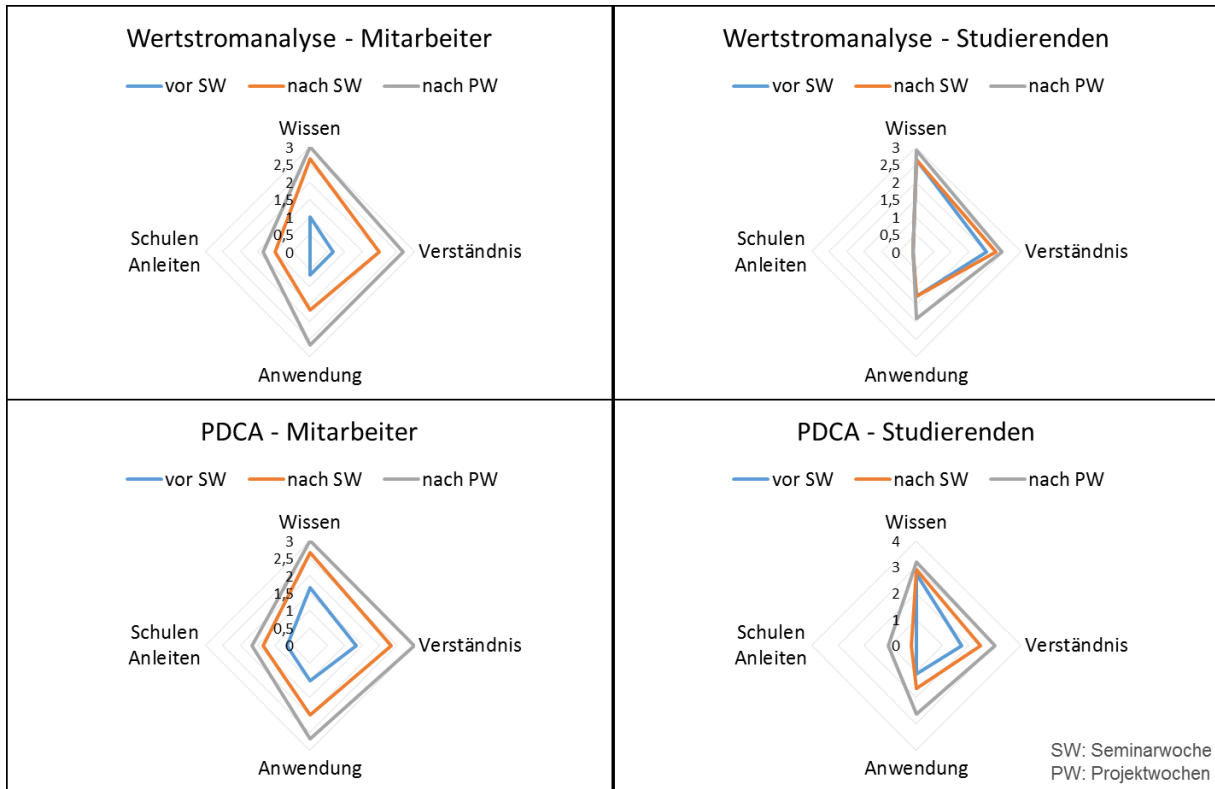 Wertstromanalyse - Mitarbeiter
vor SW nach SW nach PW
Wissen
3
2,5
2
1,5
1
0,5
0
Schulen
Anleiten
Verständnis
Anwendung
Wertstromanalyse - Studierenden
vor SW nach SW nach PW
Wissen
3
2,5
2
1,5
1
0,5
0
Schulen
Anleiten
Verständnis
Anwendung
PDCA - Mitarbeiter
vor SW nach SW nach PW
Wissen
3
2,5
2
1,5
1
0,5
0
Schulen
Anleiten
Verständnis
Anwendung
PDCA - Studierenden
vor SW nach SW nach PW
Wissen
4
3
2
1
0
Schulen
Anleiten
Verständnis
Anwendung
SW: Seminarwoche
PW: Projektwochen